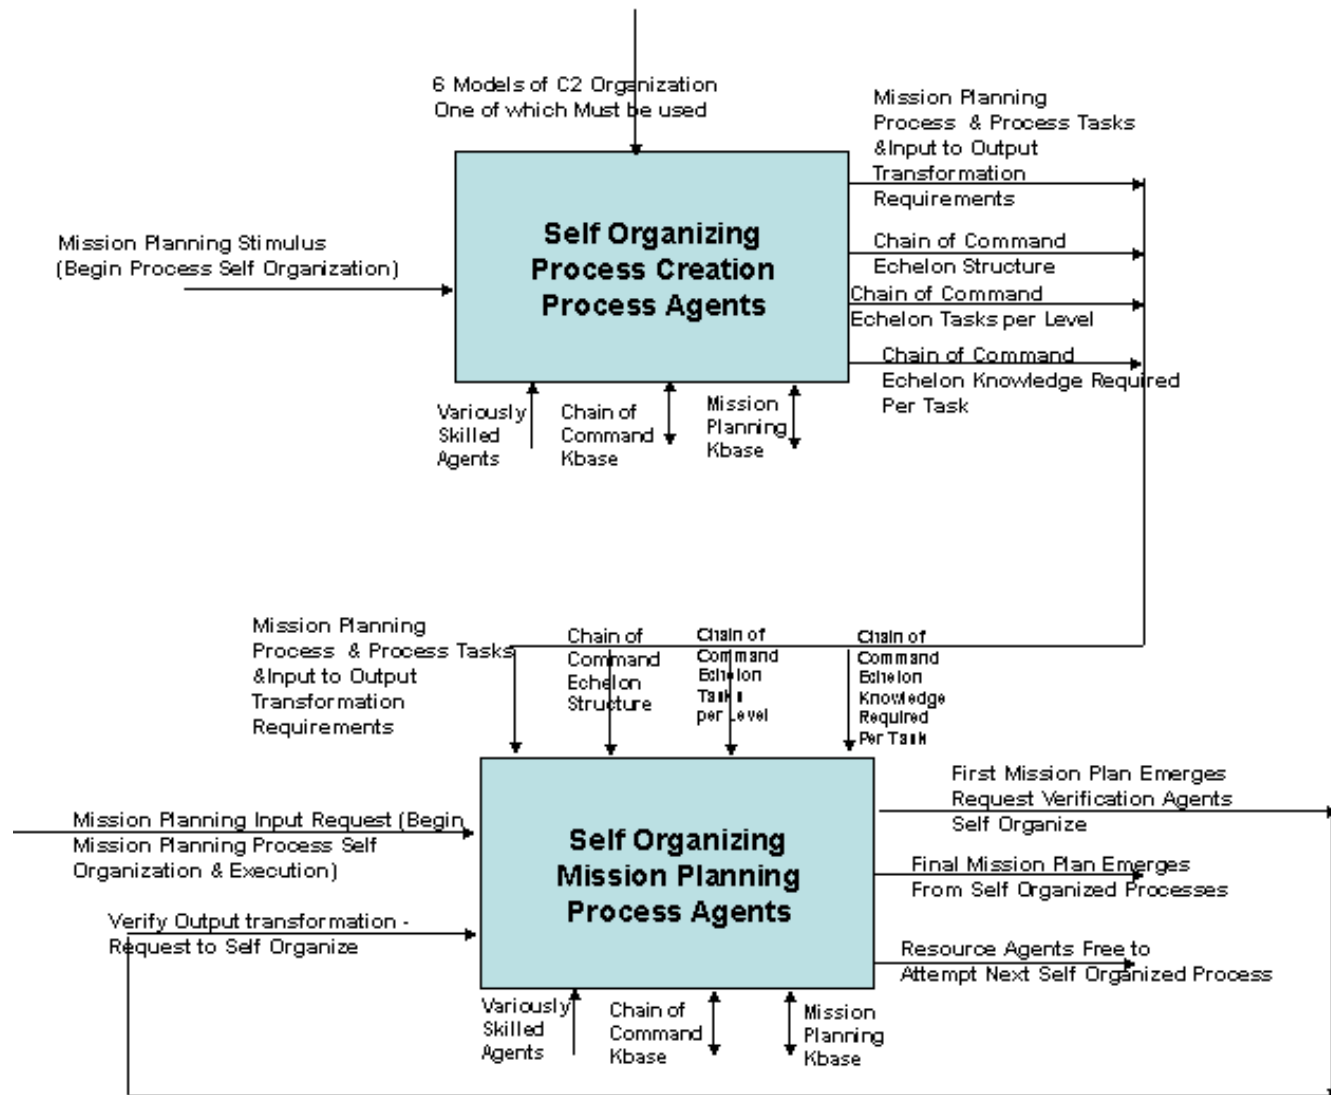 6 Models of C2 Organization
One of which Must be used
Mission Planning
Process & Process Tasks
&Input to Output
Transformation
Requirements
Mission Planning Stimulus
(Begin Process Self Organization)
Self Organizing
Process Creation
Process Agents
Chain of Command
Echelon Structure
Chain of Command
Echelon Tasks per Level
Chain of Command
Echelon Knowledge Required
Per Task
Variously
Skilled
Agents
Chain of
Command
Kbase
Mission
Planning
Kbase
Mission Planning
Process & Process Tasks
&Input to Output
Transformation
Requirements
Chain of
Command
Echelon
Structure
Chain of
Command
Echelon
Tasks
per Level
Chain of
Command
Echelon
Knowledge
Required
Per Task
Mission Planning Input Request (Begin
Mission Planning Process Self
Organization & Execution)
Verify Output transformation -
Request to Self Organize
Self Organizing
Mission Planning
Process Agents
First Mission Plan Emerges
Request Verification Agents
Self Organize
Final Mission Plan Emerges
From Self Organized Processes
Resource Agents Free to
Attempt Next Self Organized Process
Variously
Skilled
Agents
Chain of
Command
Kbase
Mission
Planning
Kbase